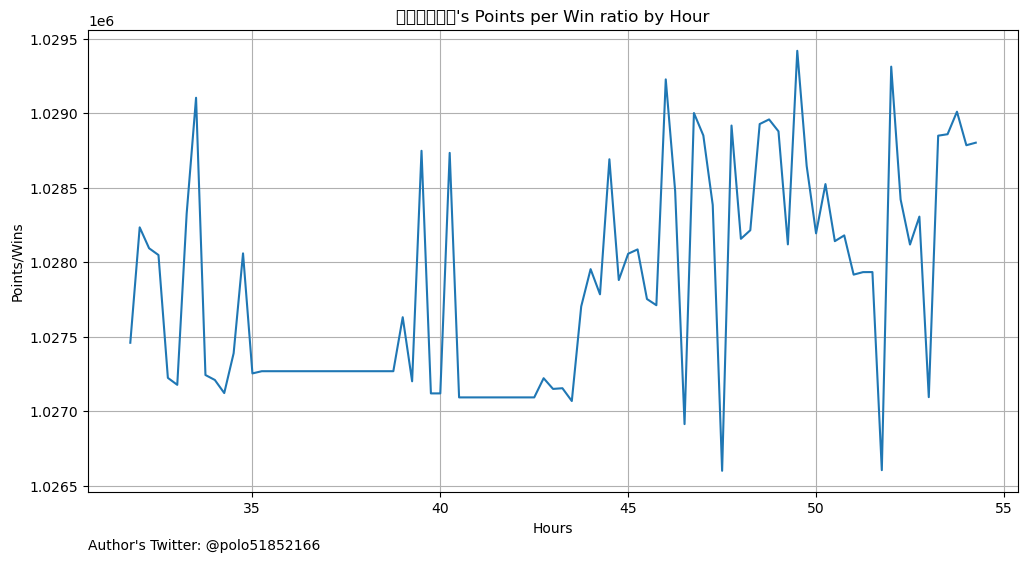 's Points per Win ratio by Hour
1e6
1.0295
1.0290
1.0285
1.0280
1.0275
1.0270
1.0265
Points/Wins
35
40
45
50
55
Hours
Author's Twitter: @polo51852166